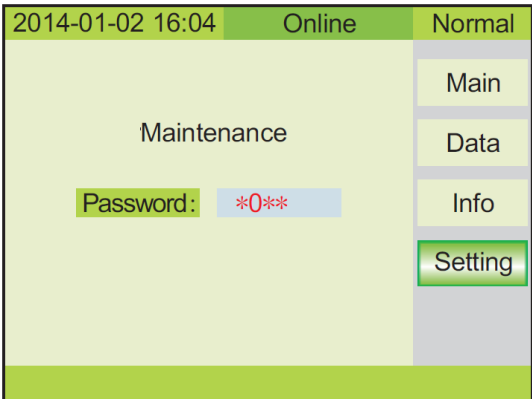 2014-01-02 16:04 Online Normal
Main
Maintenance
Data
Password: *0**
Info
Setting